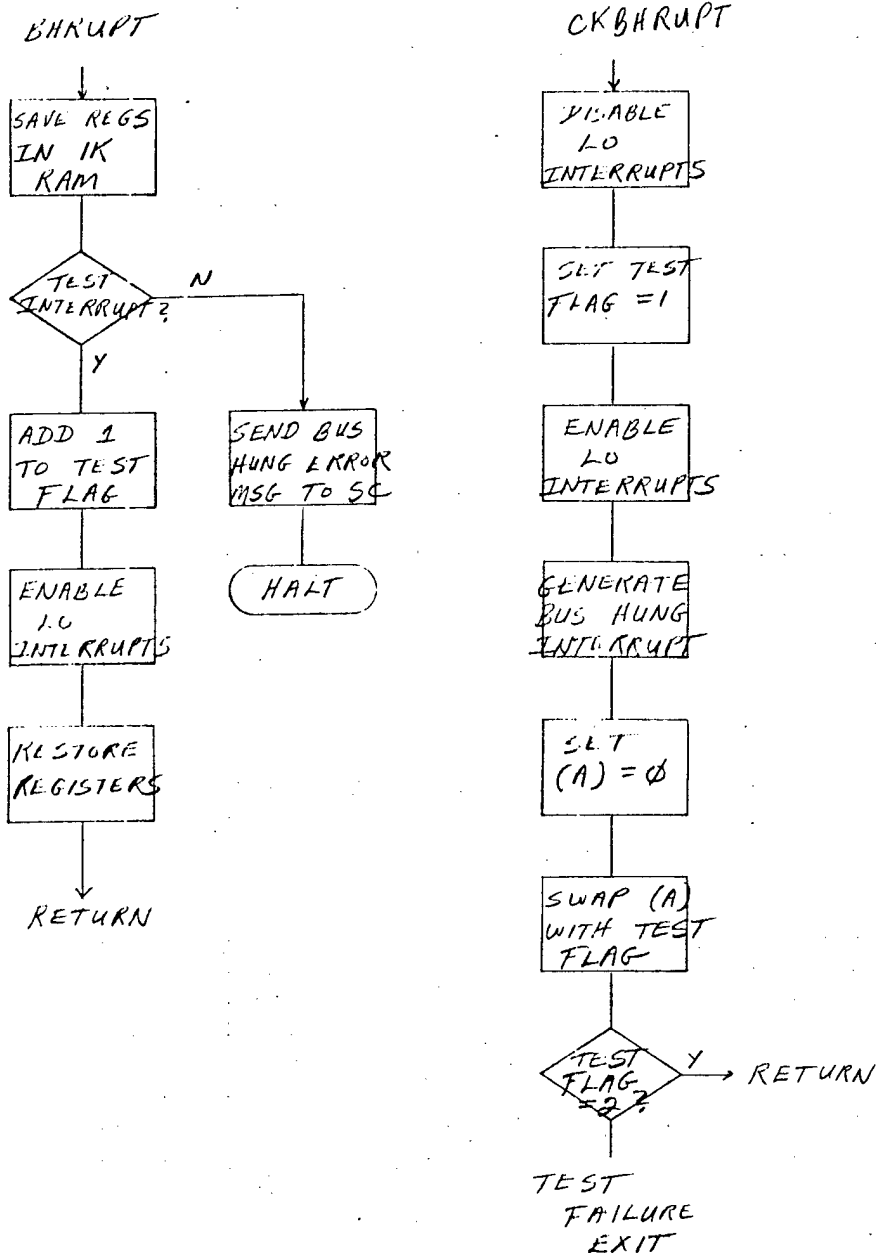 BHRUPT
SAVE REGS
IN 1K
RAM
TEST
INTERRUPT?
N
Y
ADD 1
TO TEST
FLAG
SEND BUS
HUNG ERROR
MSG TO SC
ENABLE
LO
INTERRUPTS
HALT
RESTORE
REGISTERS
RETURN
CKBHRUPT
DISABLE
LO
INTERRUPTS
SET TEST
FLAG =1
ENABLE
LO
INTERRUPTS
GENERATE
BUS HUNG
INTERRUPT
SET
(A) = Ø
SWAP (A)
WITH TEST
FLAG
TEST
FLAG
=2?
Y
RETURN
TEST
FAILURE
EXIT